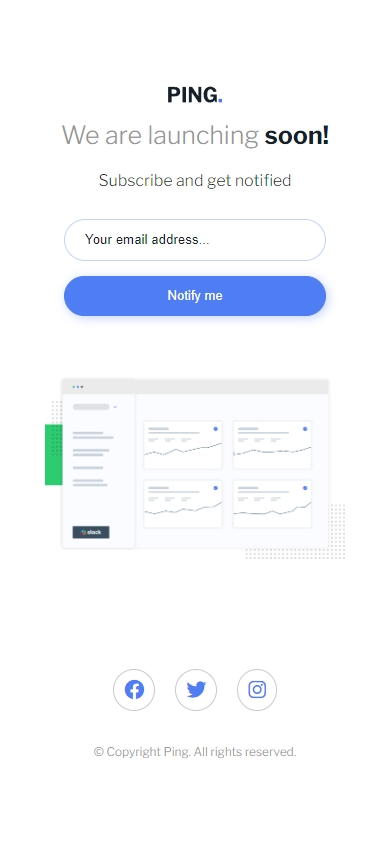 PING.
We are launching soon!
Subscribe and get notified
Your email address...
Notify me
slack
© Copyright Ping. All rights reserved.